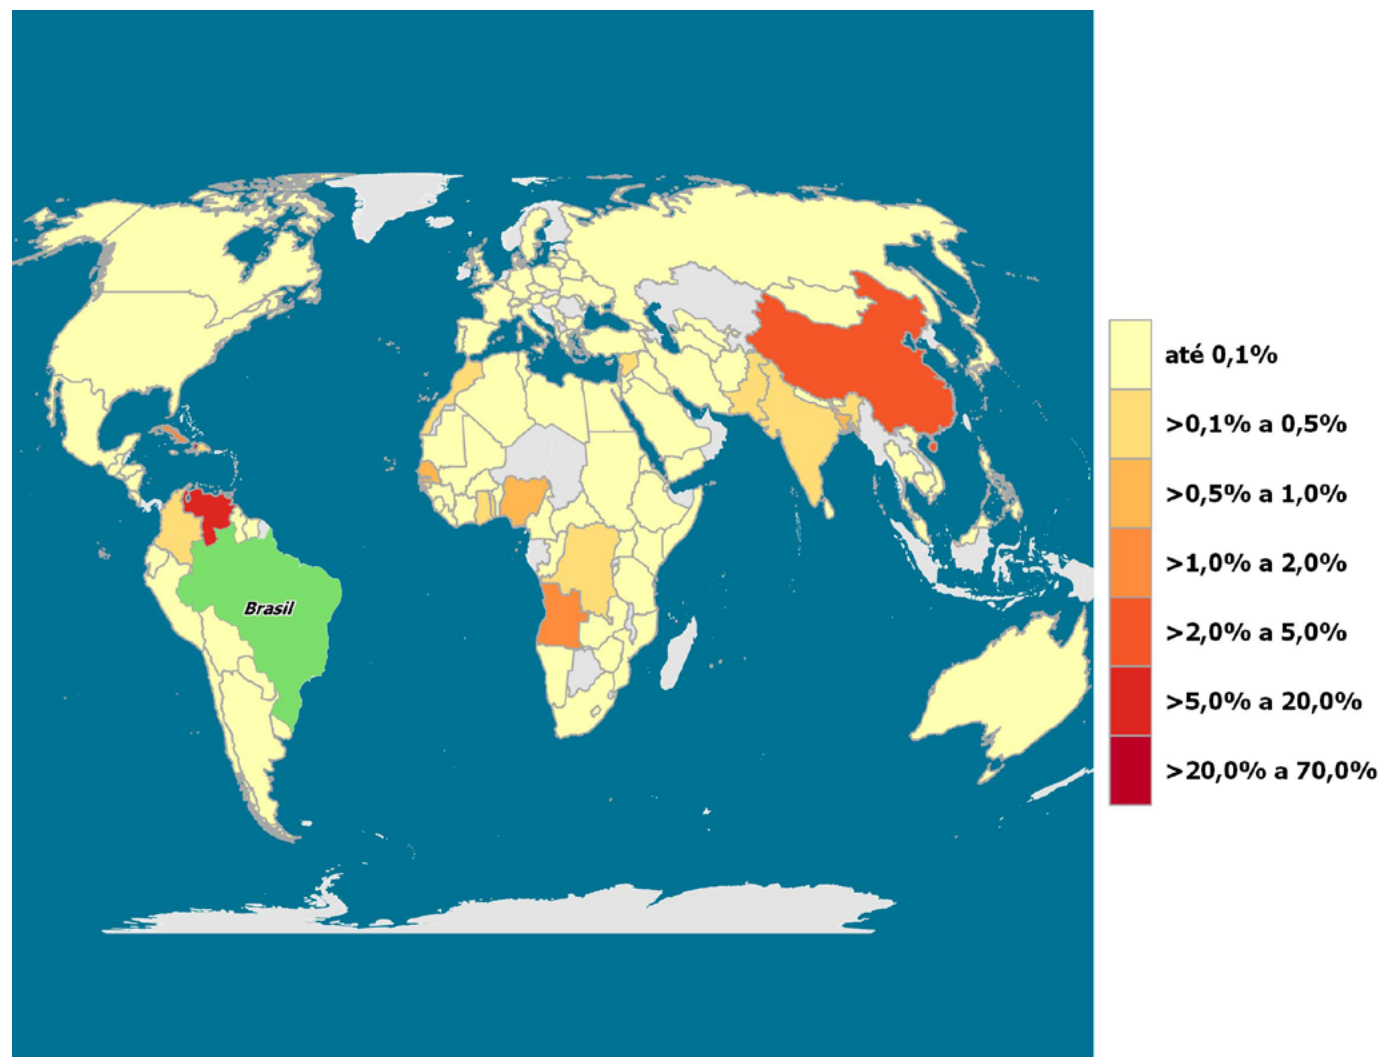 Brasil
até 0,1%
>0,1% a 0,5%
>0,5% a 1,0%
>1,0% a 2,0%
>2,0% a 5,0%
>5,0% a 20,0%
>20,0% a 70,0%